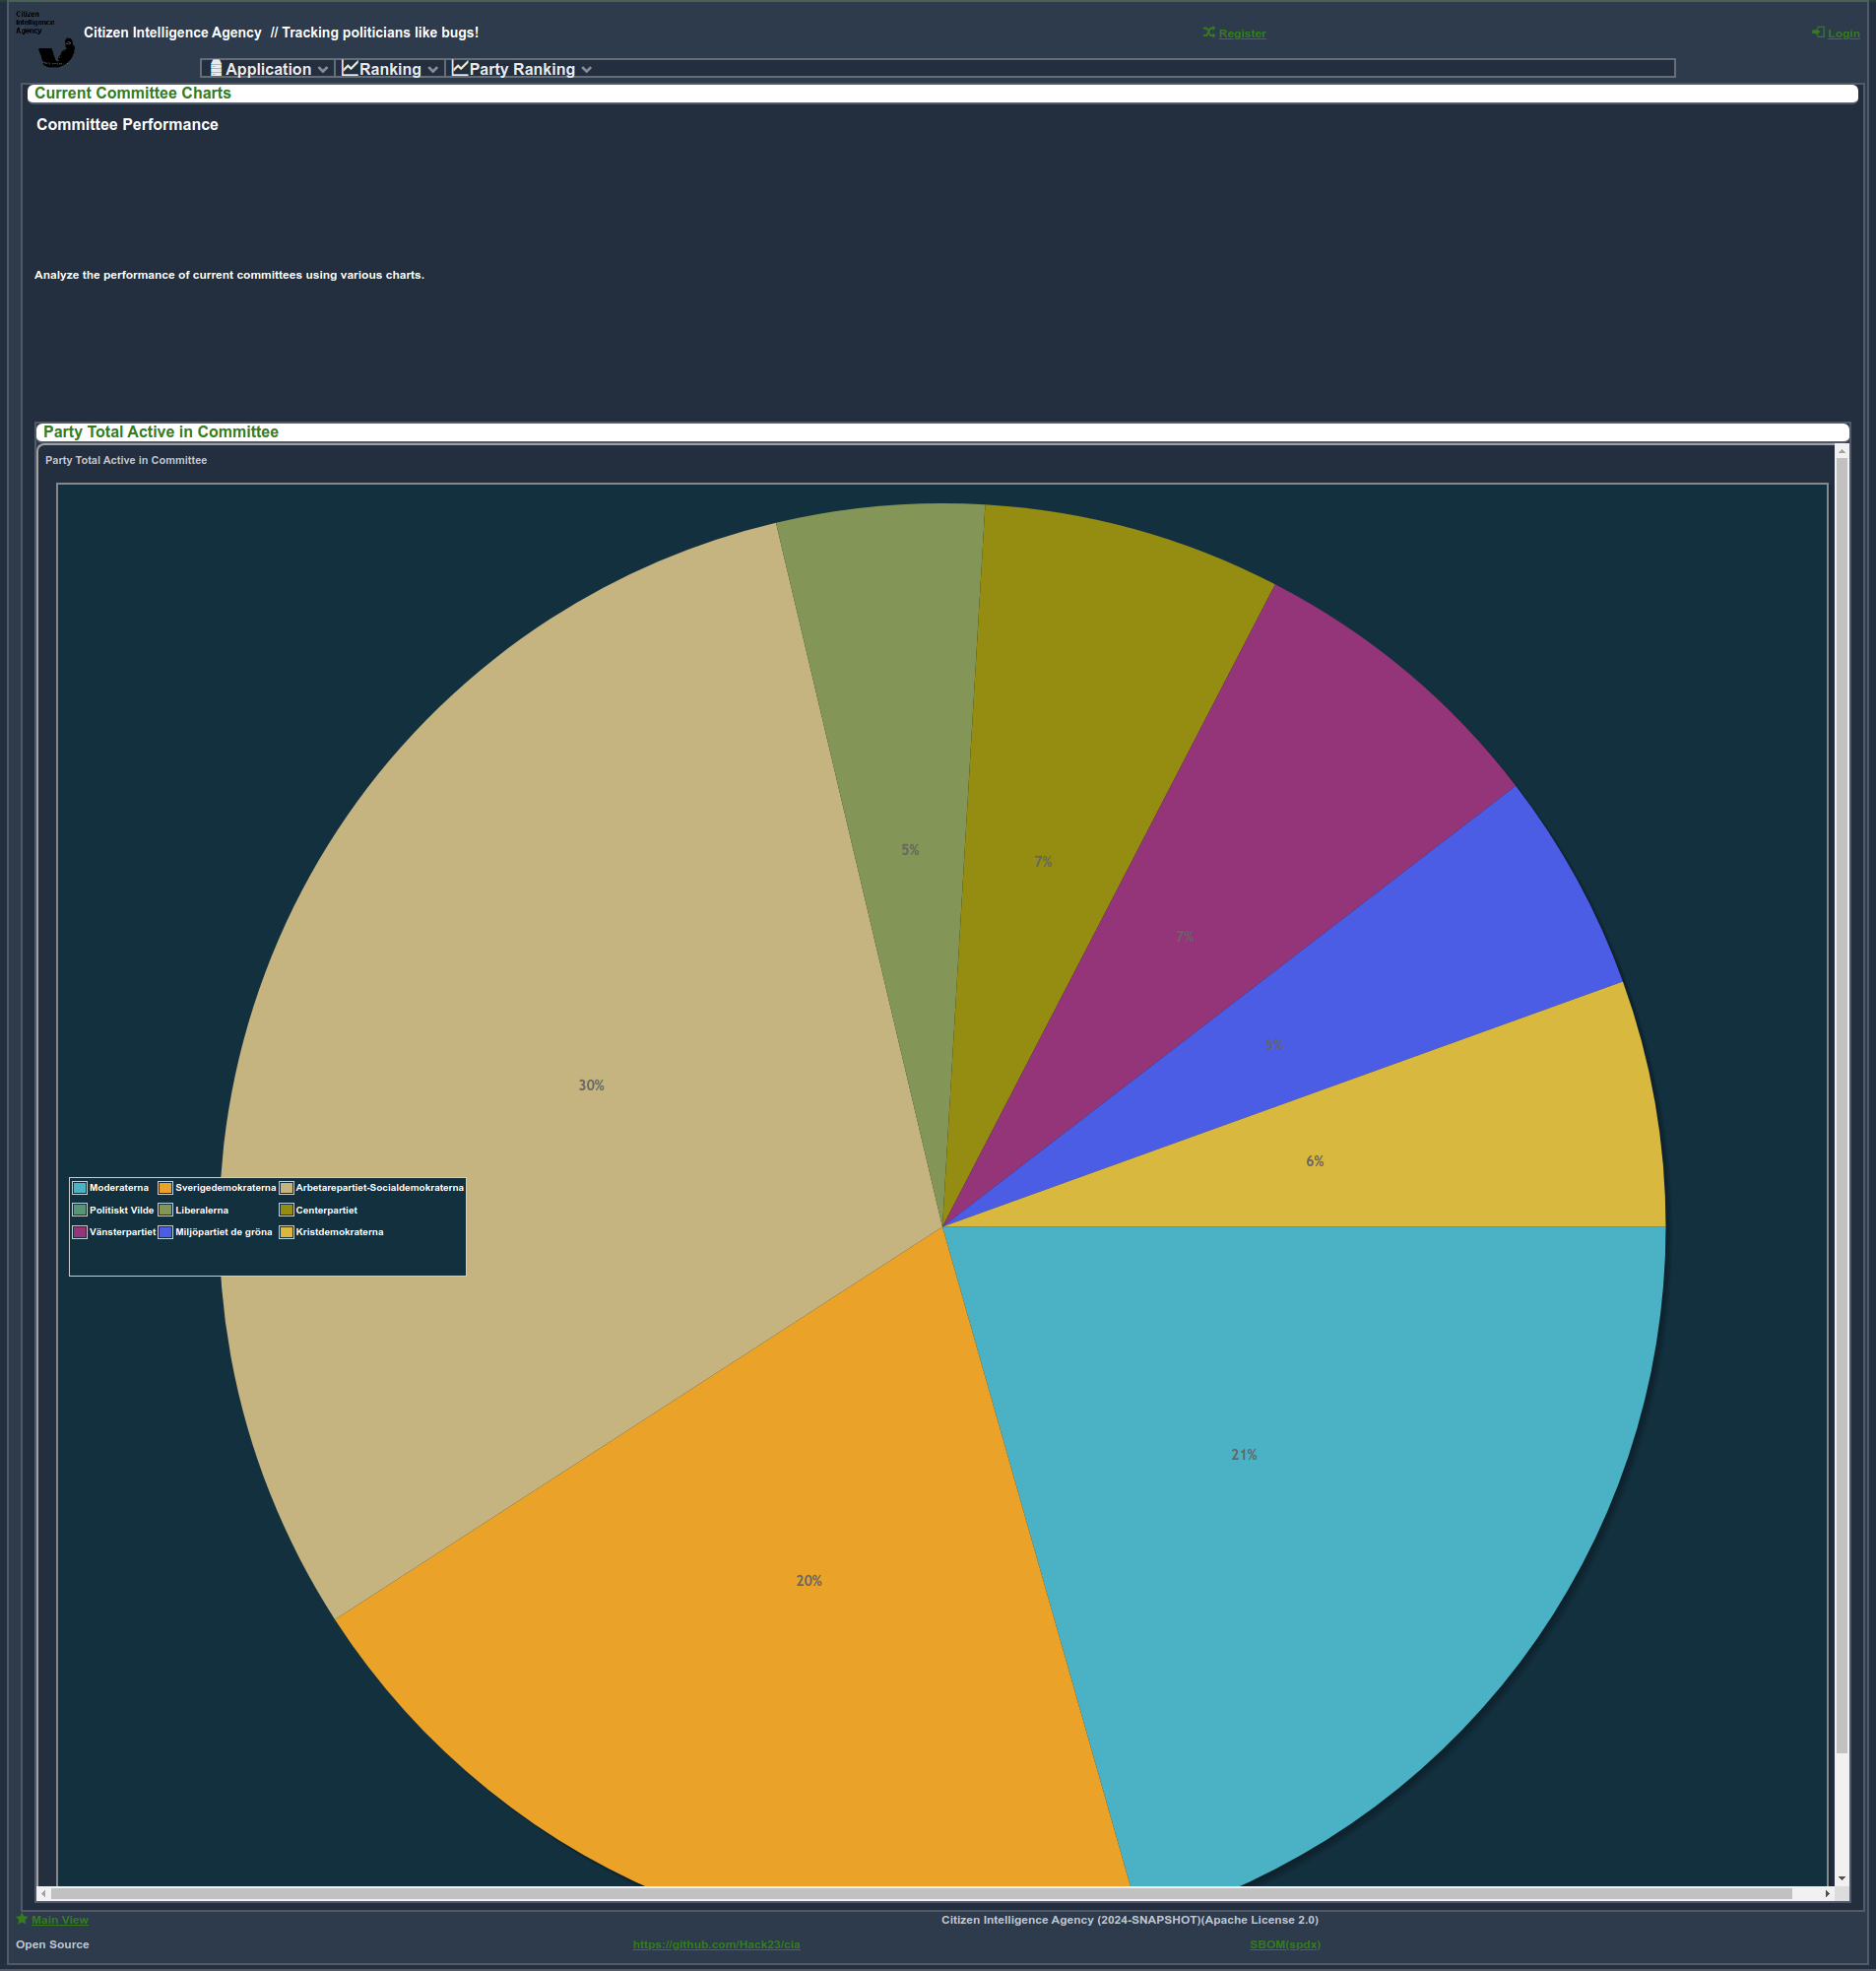 Citizen
Intelligence
Agency
Citizen Intelligence Agency // Tracking politicians like bugs!
Register
Login
Application
Ranking
Party Ranking
Current Committee Charts
Committee Performance
Analyze the performance of current committees using various charts.
Party Total Active in Committee
Party Total Active in Committee
5%
7%
7%
5%
30%
6%
Moderaterna Sverigedemokraterna Arbetarepartiet-Socialdemokraterna
Politiskt Vilde Liberalerna Centerpartiet
Vänsterpartiet Miljöpartiet de gröna Kristdemokraterna
21%
20%
Main View
Citizen Intelligence Agency (2024-SNAPSHOT)(Apache License 2.0)
Open Source
https://github.com/Hack23/cia
SBOM(spdx)